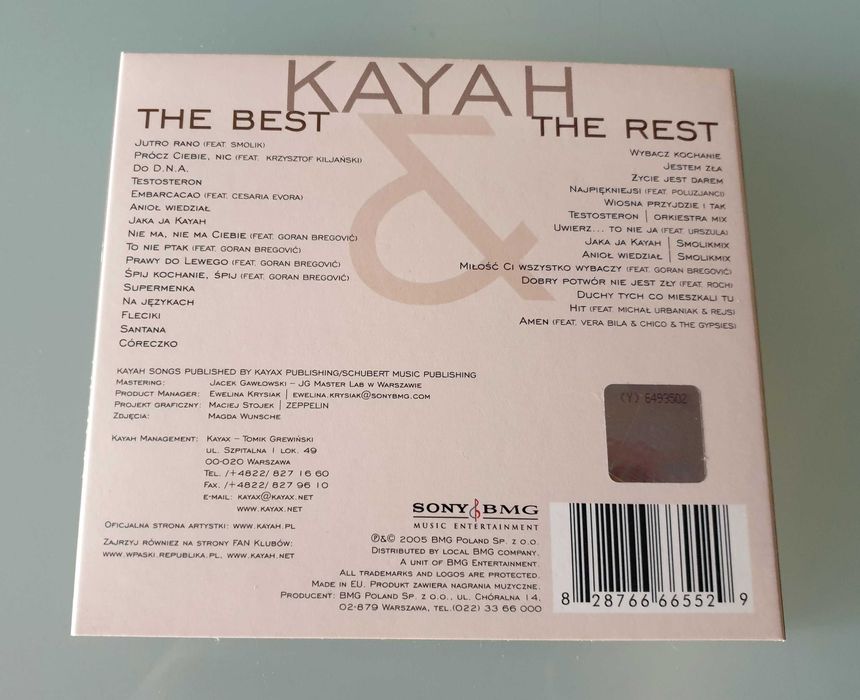 KAYAH
&
THE BEST
JUTRO RANO (FEAT. SMOLIK)
PRÓCZ CIEBIE, NIC (FEAT. KRZYSZTOF KILJAŃSKI)
DO D.N.A.
TESTOSTERON
EMBARCACAO (FEAT. CESARIA EVORA)
ANIOŁ WIEDZIAŁ
JAKA JA KAYAH
NIE MA, NIE MA CIEBIE (FEAT. GORAN BREGOVIĆ)
TO NIE PTAK (FEAT. GORAN BREGOVIĆ)
PRAWY DO LEWEGO (FEAT. GORAN BREGOVIĆ)
ŚPIJ KOCHANIE, ŚPIJ (FEAT. GORAN BREGOVIĆ)
SUPERMENKA
NA JĘZYKACH
FLECIKI
SANTANA
CÓRECZKO
THE REST
WYBACZ KOCHANIE
JESTEM ZŁA
ŻYCIE JEST DAREM
NAJPIĘKNIEJSI (FEAT. POLUZJANCI)
WIOSNA PRZYJDZIE I TAK
TESTOSTERON | ORKIESTRA MIX
UWIERZ... TO NIE JA (FEAT. URSZULA)
JAKA JA KAYAH | SMOLIKMIX
ANIOŁ WIEDZIAŁ | SMOLIKMIX
MIŁOŚĆ CI WSZYSTKO WYBACZY (FEAT. GORAN BREGOVIĆ)
DOBRY POTWÓR NIE JEST ZŁY (FEAT. ROCH)
DUCHY TYCH CO MIESZKALI TU
HIT (FEAT. MICHAŁ URBANIAK & REJS)
AMEN (FEAT. VERA BILA & CHICO & THE GYPSIES)
KAYAH SONGS PUBLISHED BY KAYAX PUBLISHING/SCHUBERT MUSIC PUBLISHING
MASTERING: JACEK GAWŁOWSKI – JG MASTER LAB W WARSZAWIE
PRODUCT MANAGER: EWELINA KRYSIAK | EWELINA.KRYSIAK@SONYBMG.COM
PROJEKT GRAFICZNY: MACIEJ STOJEK | ZEPPELIN
ZDJĘCIA: MAGDA WUNSCHE
KAYAH MANAGEMENT: KAYAX – TOMIK GREWIŃSKI
UL. SZPITALNA 1 LOK. 49
00-020 WARSZAWA
TEL. /+4822/ 827 16 60
FAX. /+4822/ 827 96 10
E-MAIL: KAYAX@KAYAX.NET
WWW.KAYAX.NET
OFICJALNA STRONA ARTYSTKI: WWW.KAYAH.PL
ZAJRZYJ RÓWNIEŻ NA STRONY FAN KLUBÓW:
WWW.WPASKI.REPUBLIKA.PL, WWW.KAYAH.NET
(Y) 6493502
SONY BMG
MUSIC ENTERTAINMENT
℗&© 2005 BMG POLAND SP. Z O.O.
DISTRIBUTED BY LOCAL BMG COMPANY.
A UNIT OF BMG ENTERTAINMENT.
ALL TRADEMARKS AND LOGOS ARE PROTECTED.
MADE IN EU. PRODUKT ZAWIERA NAGRANIA MUZYCZNE.
PRODUCENT: BMG POLAND SP. Z O.O., UL. CHÓRALNA 14,
02-879 WARSZAWA, TEL.(022) 33 66 000
8 28766 66552 9